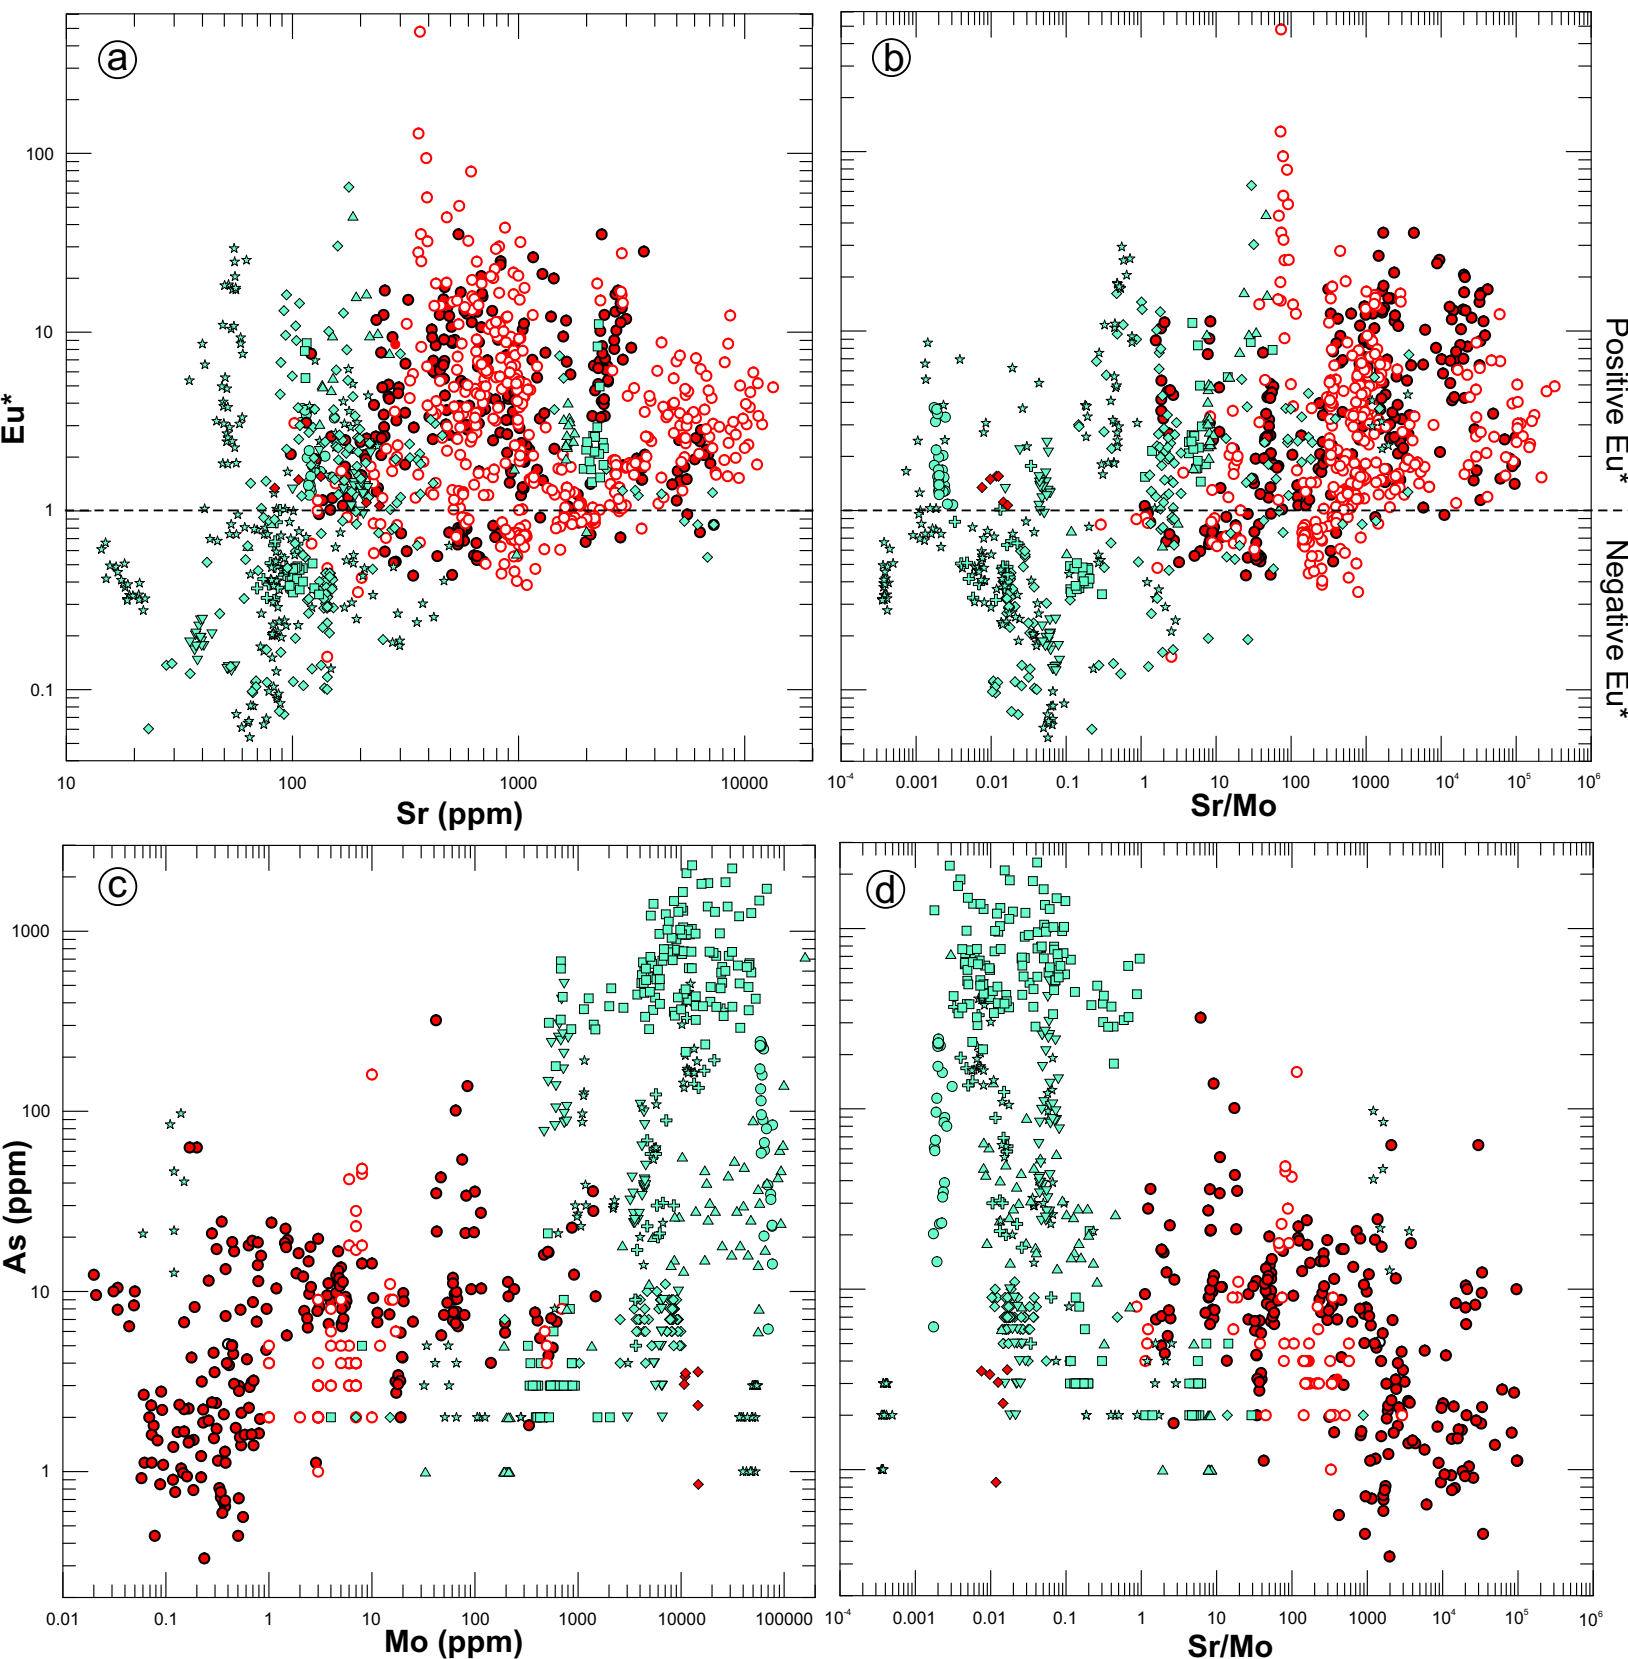 a
b
100
10
1
0.1
Eu*
Positive Eu*
Negative Eu*
10 100 1000 10000
Sr (ppm)
10⁻⁴ 0.001 0.01 0.1 1 10 100 1000 10⁴ 10⁵ 10⁶
Sr/Mo
c
d
1000
100
10
1
As (ppm)
0.01 0.1 1 10 100 1000 10000 100000
Mo (ppm)
10⁻⁴ 0.001 0.01 0.1 1 10 100 1000 10⁴ 10⁵ 10⁶
Sr/Mo